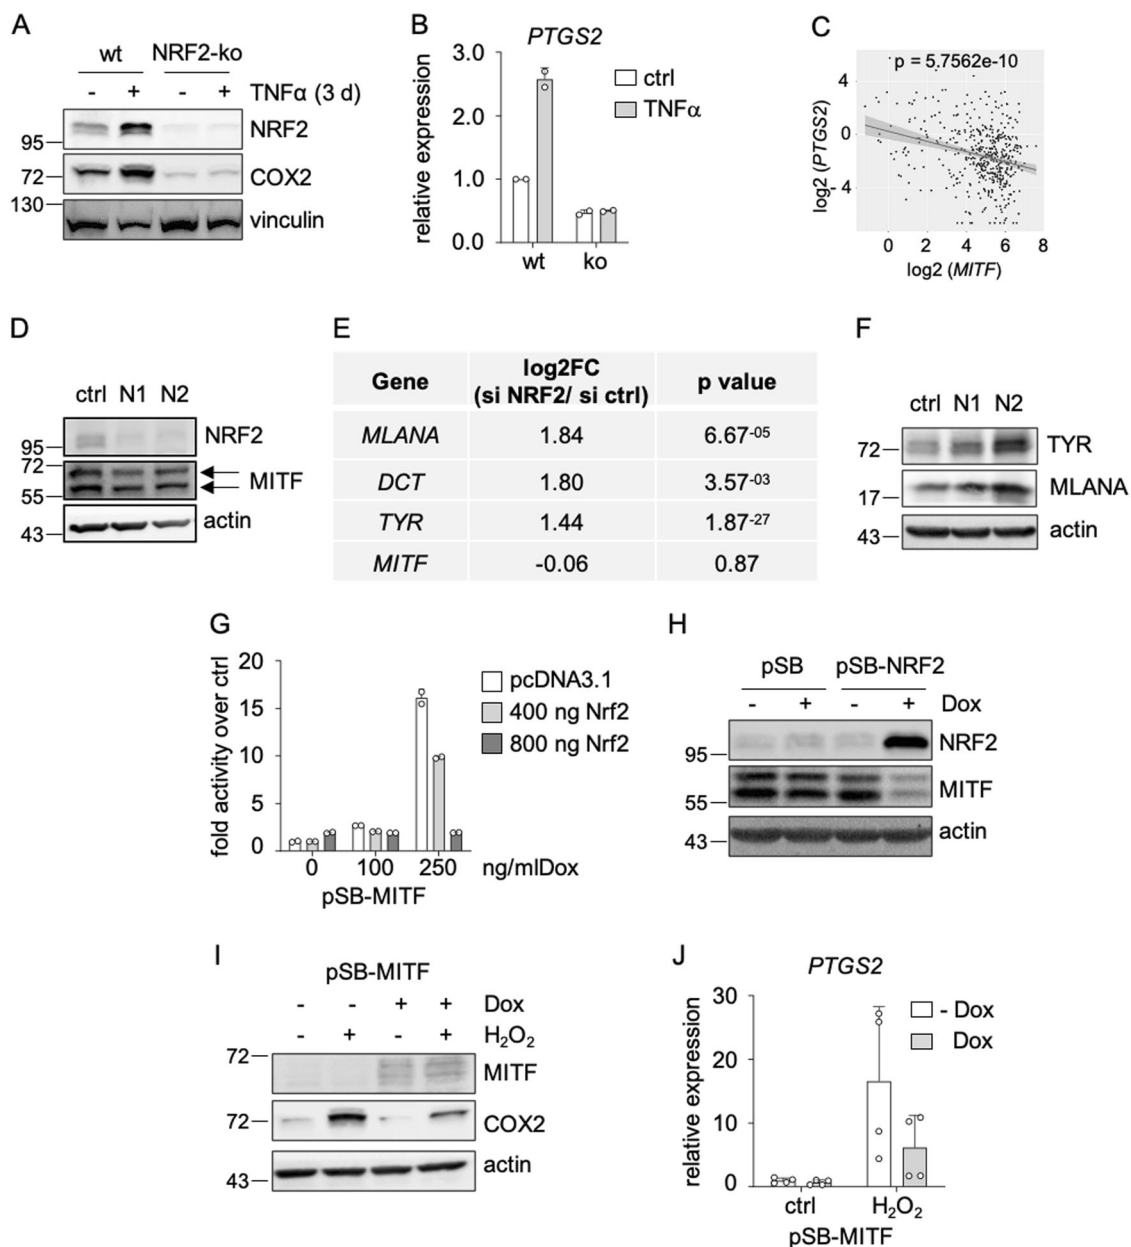 A
wt NRF2-ko
- + - + TNFα (3 d)
NRF2
95
COX2
72
130
vinculin
B
PTGS2
relative expression
3.0
2.0
1.0
0.0
wt ko
ctrl
TNFα
C
p = 5.7562e-10
log2 (PTGS2)
4
0
- 4
0 2 4 6 8
log2 (MITF)
D
ctrl N1 N2
NRF2
95
72
MITF
55
actin
43
E
Gene log2FC (si NRF2/ si ctrl) p value
MLANA 1.84 6.67-05
DCT 1.80 3.57-03
TYR 1.44 1.87-27
MITF -0.06 0.87
F
ctrl N1 N2
72 TYR
MLANA
17
actin
43
G
fold activity over ctrl
20
15
10
5
0
0 100 250 ng/mlDox
pSB-MITF
pcDNA3.1
400 ng Nrf2
800 ng Nrf2
H
pSB pSB-NRF2
- + - + Dox
NRF2
95
MITF
55
actin
43
I
pSB-MITF
- - + + Dox
- + - + H2O2
72
MITF
72 COX2
actin
43
J
PTGS2
relative expression
30
20
10
0
ctrl H2O2
pSB-MITF
- Dox
Dox